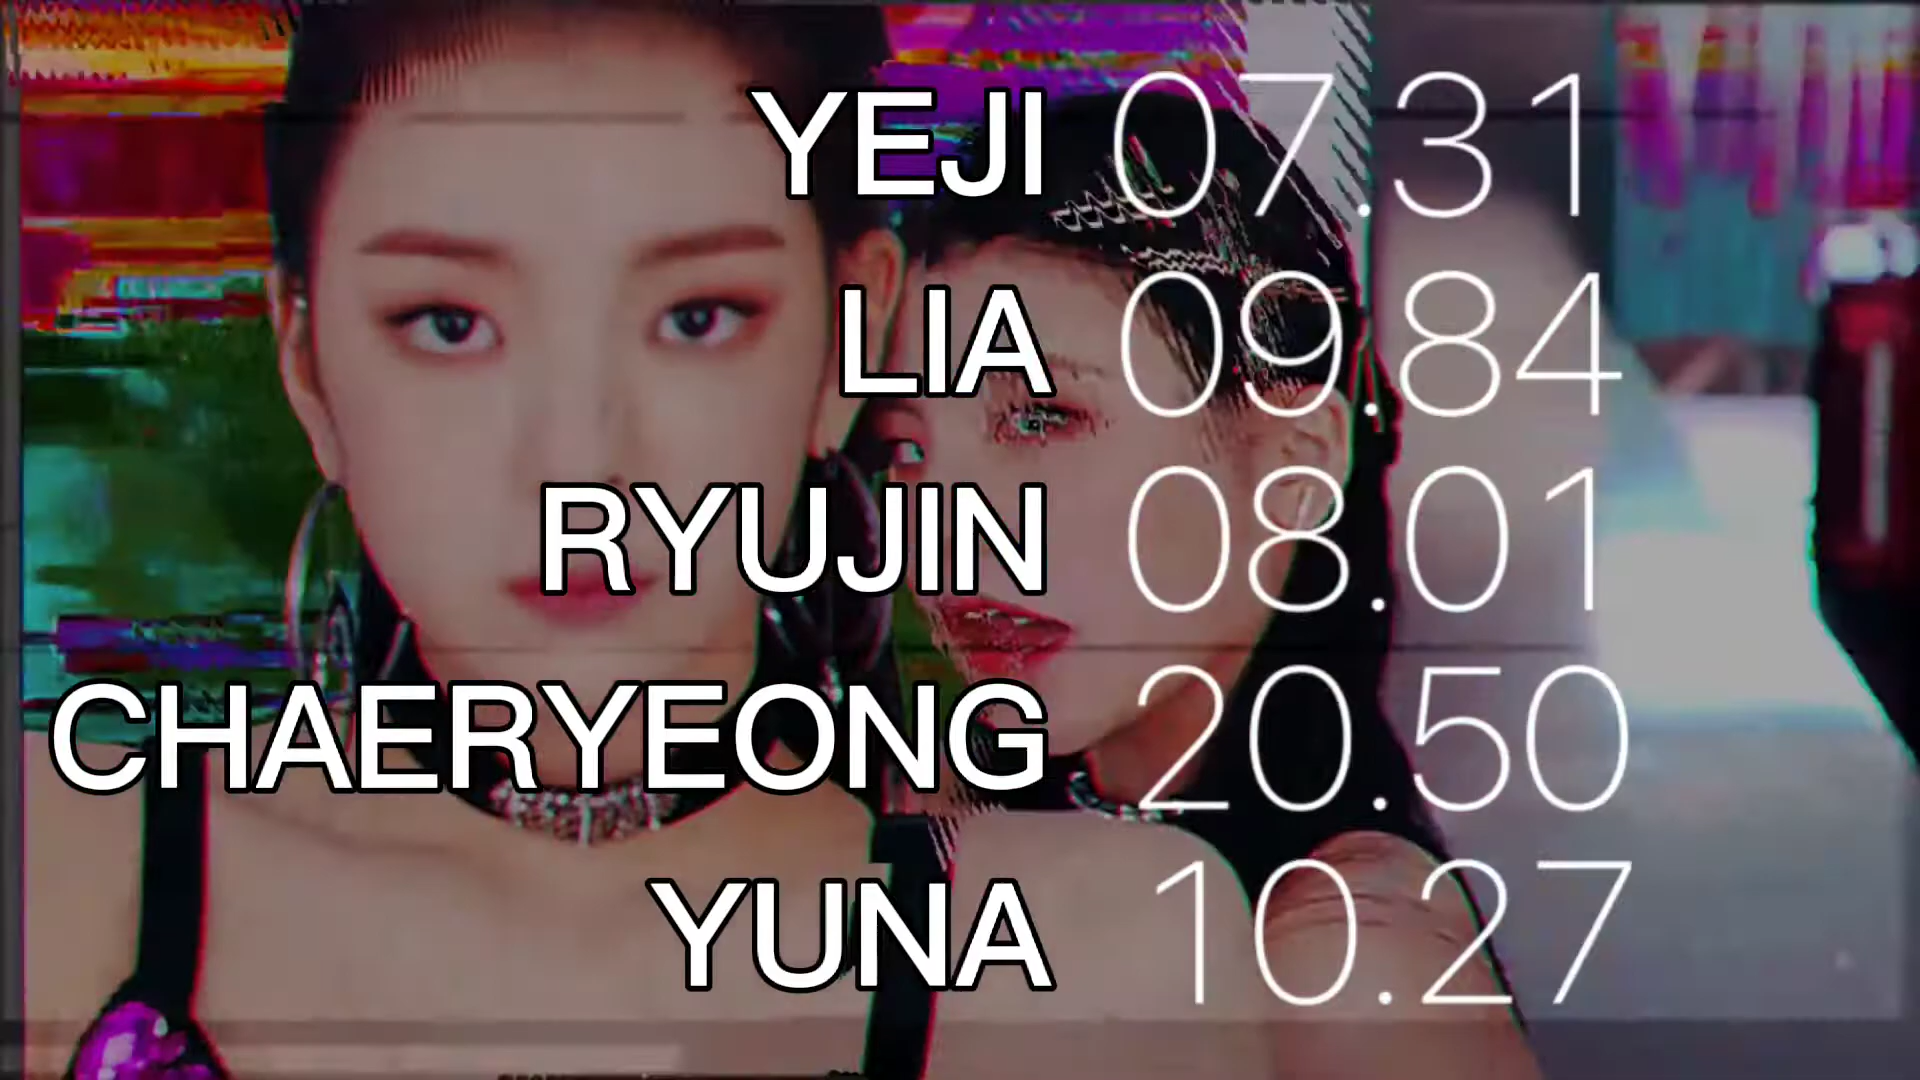 YEJI 07.31
LIA 09.84
RYUJIN 08.01
CHAERYEONG 20.50
YUNA 10.27